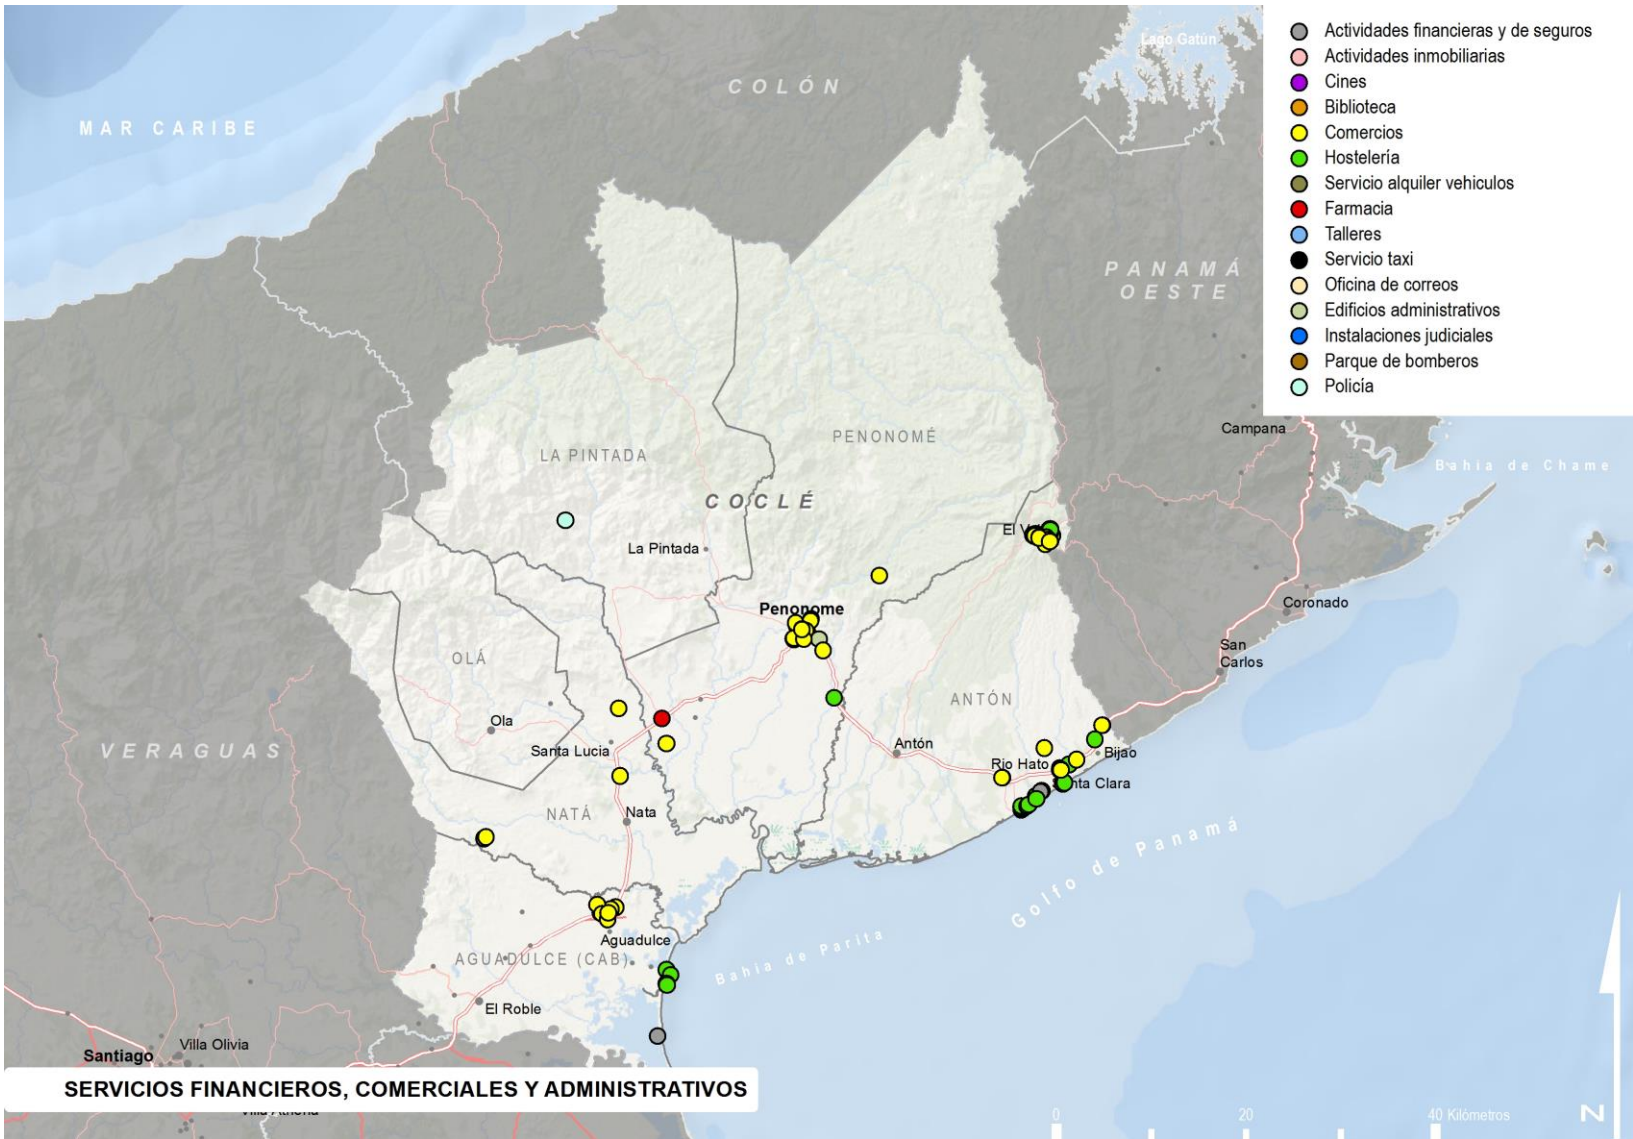 Actividades financieras y de seguros
Actividades inmobiliarias
Cines
Biblioteca
Comercios
Hostelería
Servicio alquiler vehiculos
Farmacia
Talleres
Servicio taxi
Oficina de correos
Edificios administrativos
Instalaciones judiciales
Parque de bomberos
Policía
Lago Gatún
COLÓN
MAR CARIBE
PANAMÁ
OESTE
Campana
PENONOMÉ
LA PINTADA
Bahia de Chame
COCLÉ
El V
La Pintada
Coronado
Penonome
San
Carlos
OLÁ
ANTÓN
Ola
Antón
VERAGUAS
Santa Lucia
Bijao
Rio Hato
nta Clara
NATÁ
Nata
Golfo de Panamá
Aguadulce
Bahia de Parita
AGUADULCE (CAB)
El Roble
Villa Olivia
Santiago
SERVICIOS FINANCIEROS, COMERCIALES Y ADMINISTRATIVOS
0 20 40 Kilómetros
N